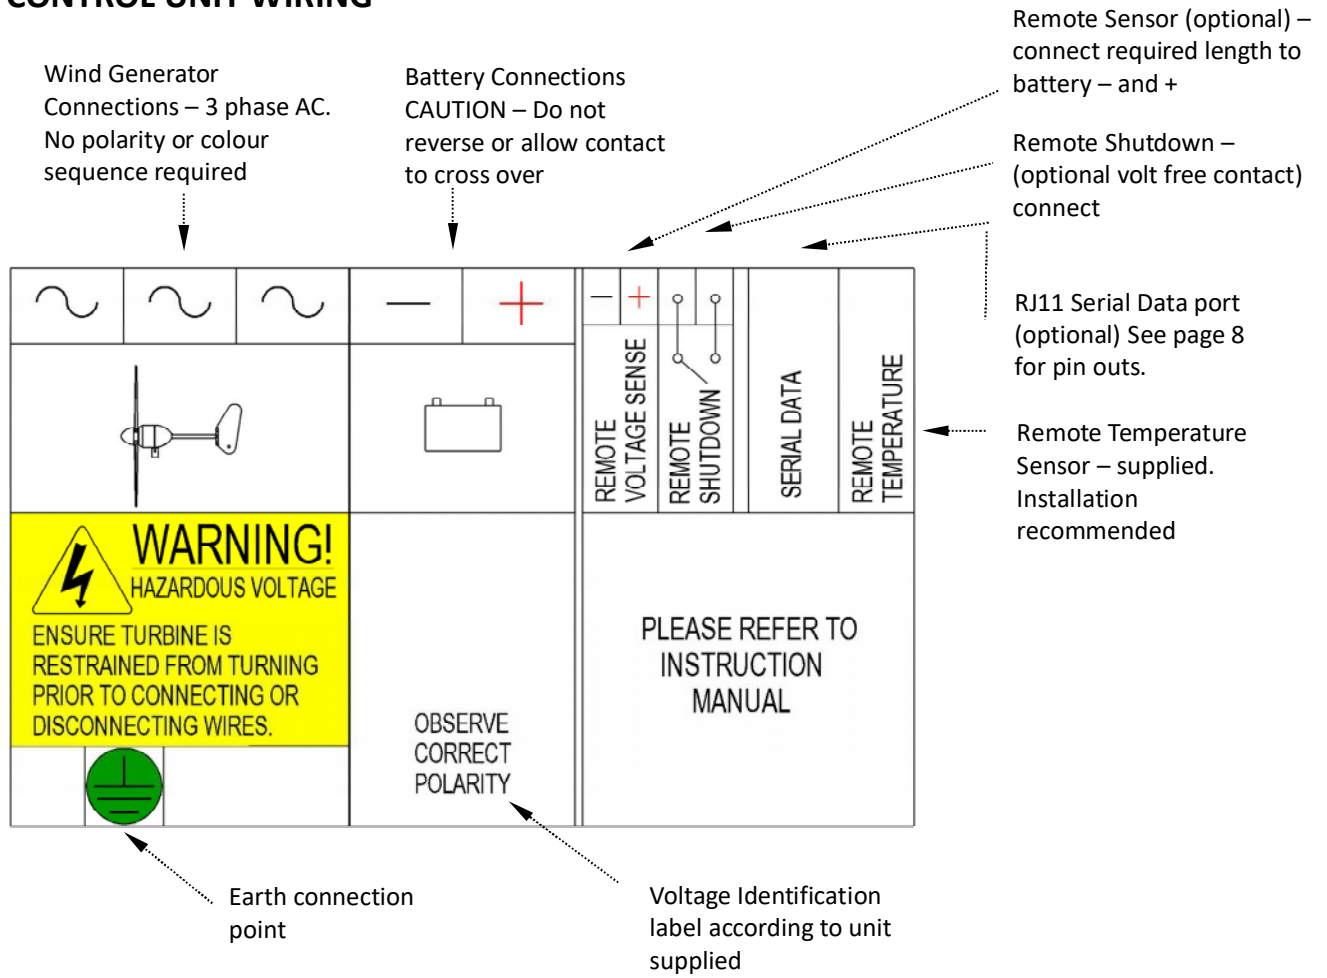 CONTROL UNIT WIRING
Remote Sensor (optional) –
connect required length to
battery – and +
Wind Generator
Connections – 3 phase AC.
No polarity or colour
sequence required
Battery Connections
CAUTION – Do not
reverse or allow contact
to cross over
Remote Shutdown –
(optional volt free contact)
connect
RJ11 Serial Data port
(optional) See page 8
for pin outs.
Remote Temperature
Sensor – supplied.
Installation
recommended
REMOTE
VOLTAGE SENSE
REMOTE
SHUTDOWN
SERIAL DATA
REMOTE
TEMPERATURE
WARNING!
HAZARDOUS VOLTAGE
ENSURE TURBINE IS
RESTRAINED FROM TURNING
PRIOR TO CONNECTING OR
DISCONNECTING WIRES.
OBSERVE
CORRECT
POLARITY
PLEASE REFER TO
INSTRUCTION
MANUAL
Earth connection
point
Voltage Identification
label according to unit
supplied